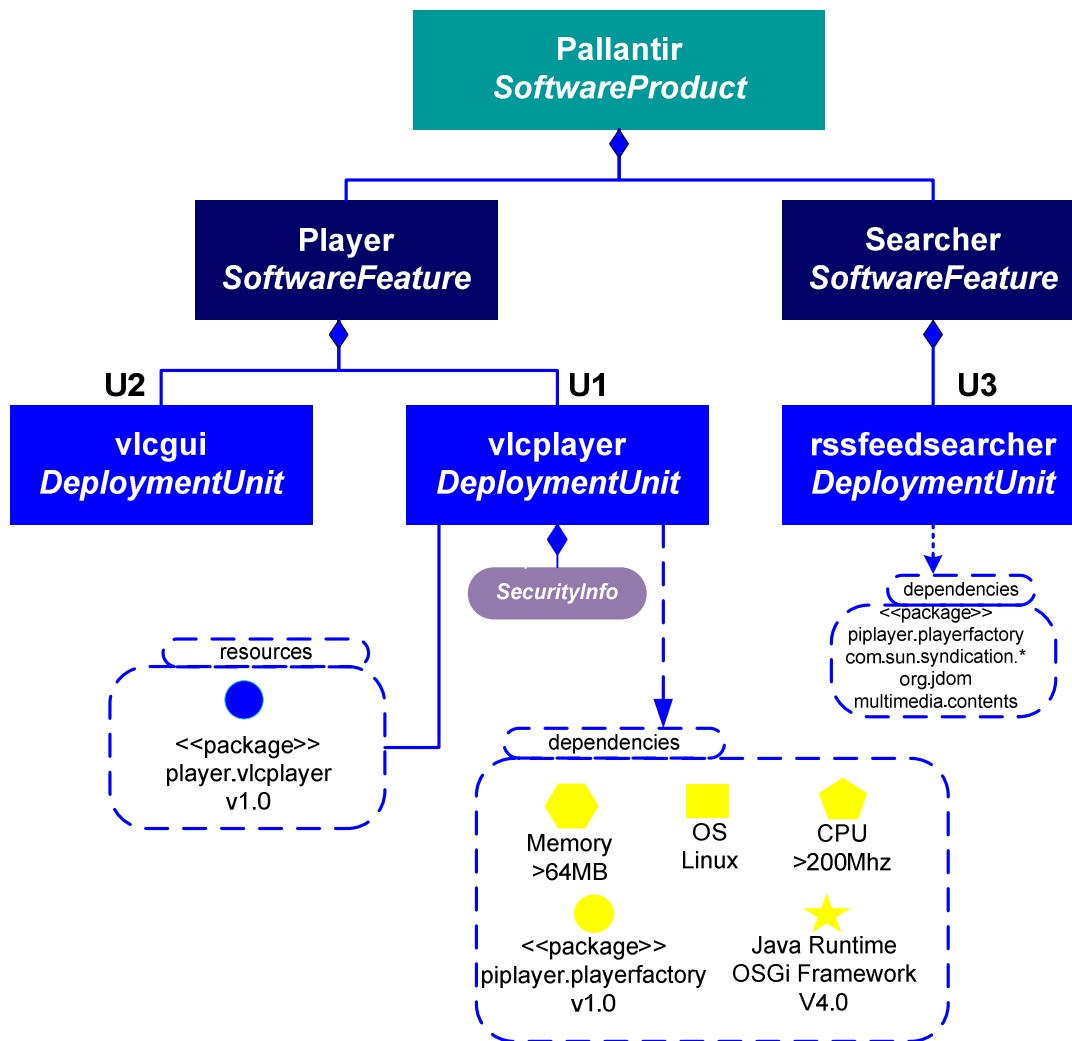 Pallantir
SoftwareProduct
Player
SoftwareFeature
Searcher
SoftwareFeature
U2
U1
U3
vlcgui
DeploymentUnit
vlcplayer
DeploymentUnit
rssfeedsearcher
DeploymentUnit
SecurityInfo
dependencies
<<package>>
piplayer.playerfactory
com.sun.syndication.*
org.jdom
multimedia.contents
resources
<<package>>
player.vlcplayer
v1.0
dependencies
Memory
>64MB
OS
Linux
CPU
>200Mhz
<<package>>
piplayer.playerfactory
v1.0
Java Runtime
OSGi Framework
V4.0